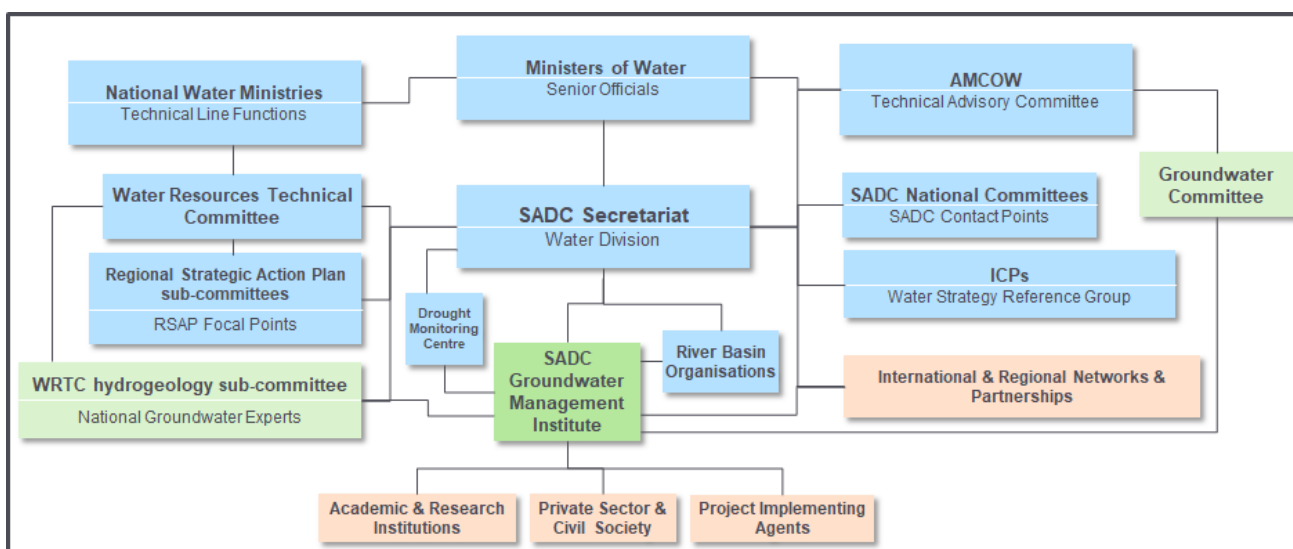 National Water Ministries
Technical Line Functions
Ministers of Water
Senior Officials
AMCOW
Technical Advisory Committee
Water Resources Technical
Committee
SADC Secretariat
Water Division
SADC National Committees
SADC Contact Points
Groundwater
Committee
Regional Strategic Action Plan
sub-committees
RSAP Focal Points
Drought
Monitoring
Centre
ICPs
Water Strategy Reference Group
SADC
Groundwater
Management
Institute
River Basin
Organisations
WRTC hydrogeology sub-committee
National Groundwater Experts
International & Regional Networks &
Partnerships
Academic & Research
Institutions
Private Sector &
Civil Society
Project Implementing
Agents